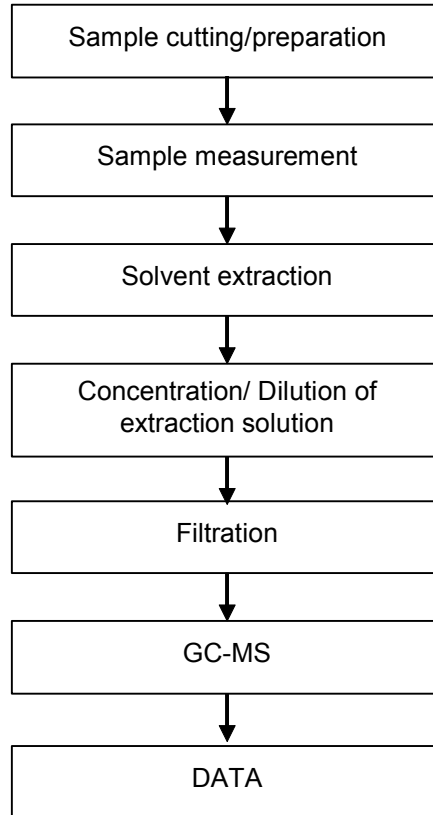 Sample cutting/preparation
Sample measurement
Solvent extraction
Concentration/ Dilution of
extraction solution
Filtration
GC-MS
DATA